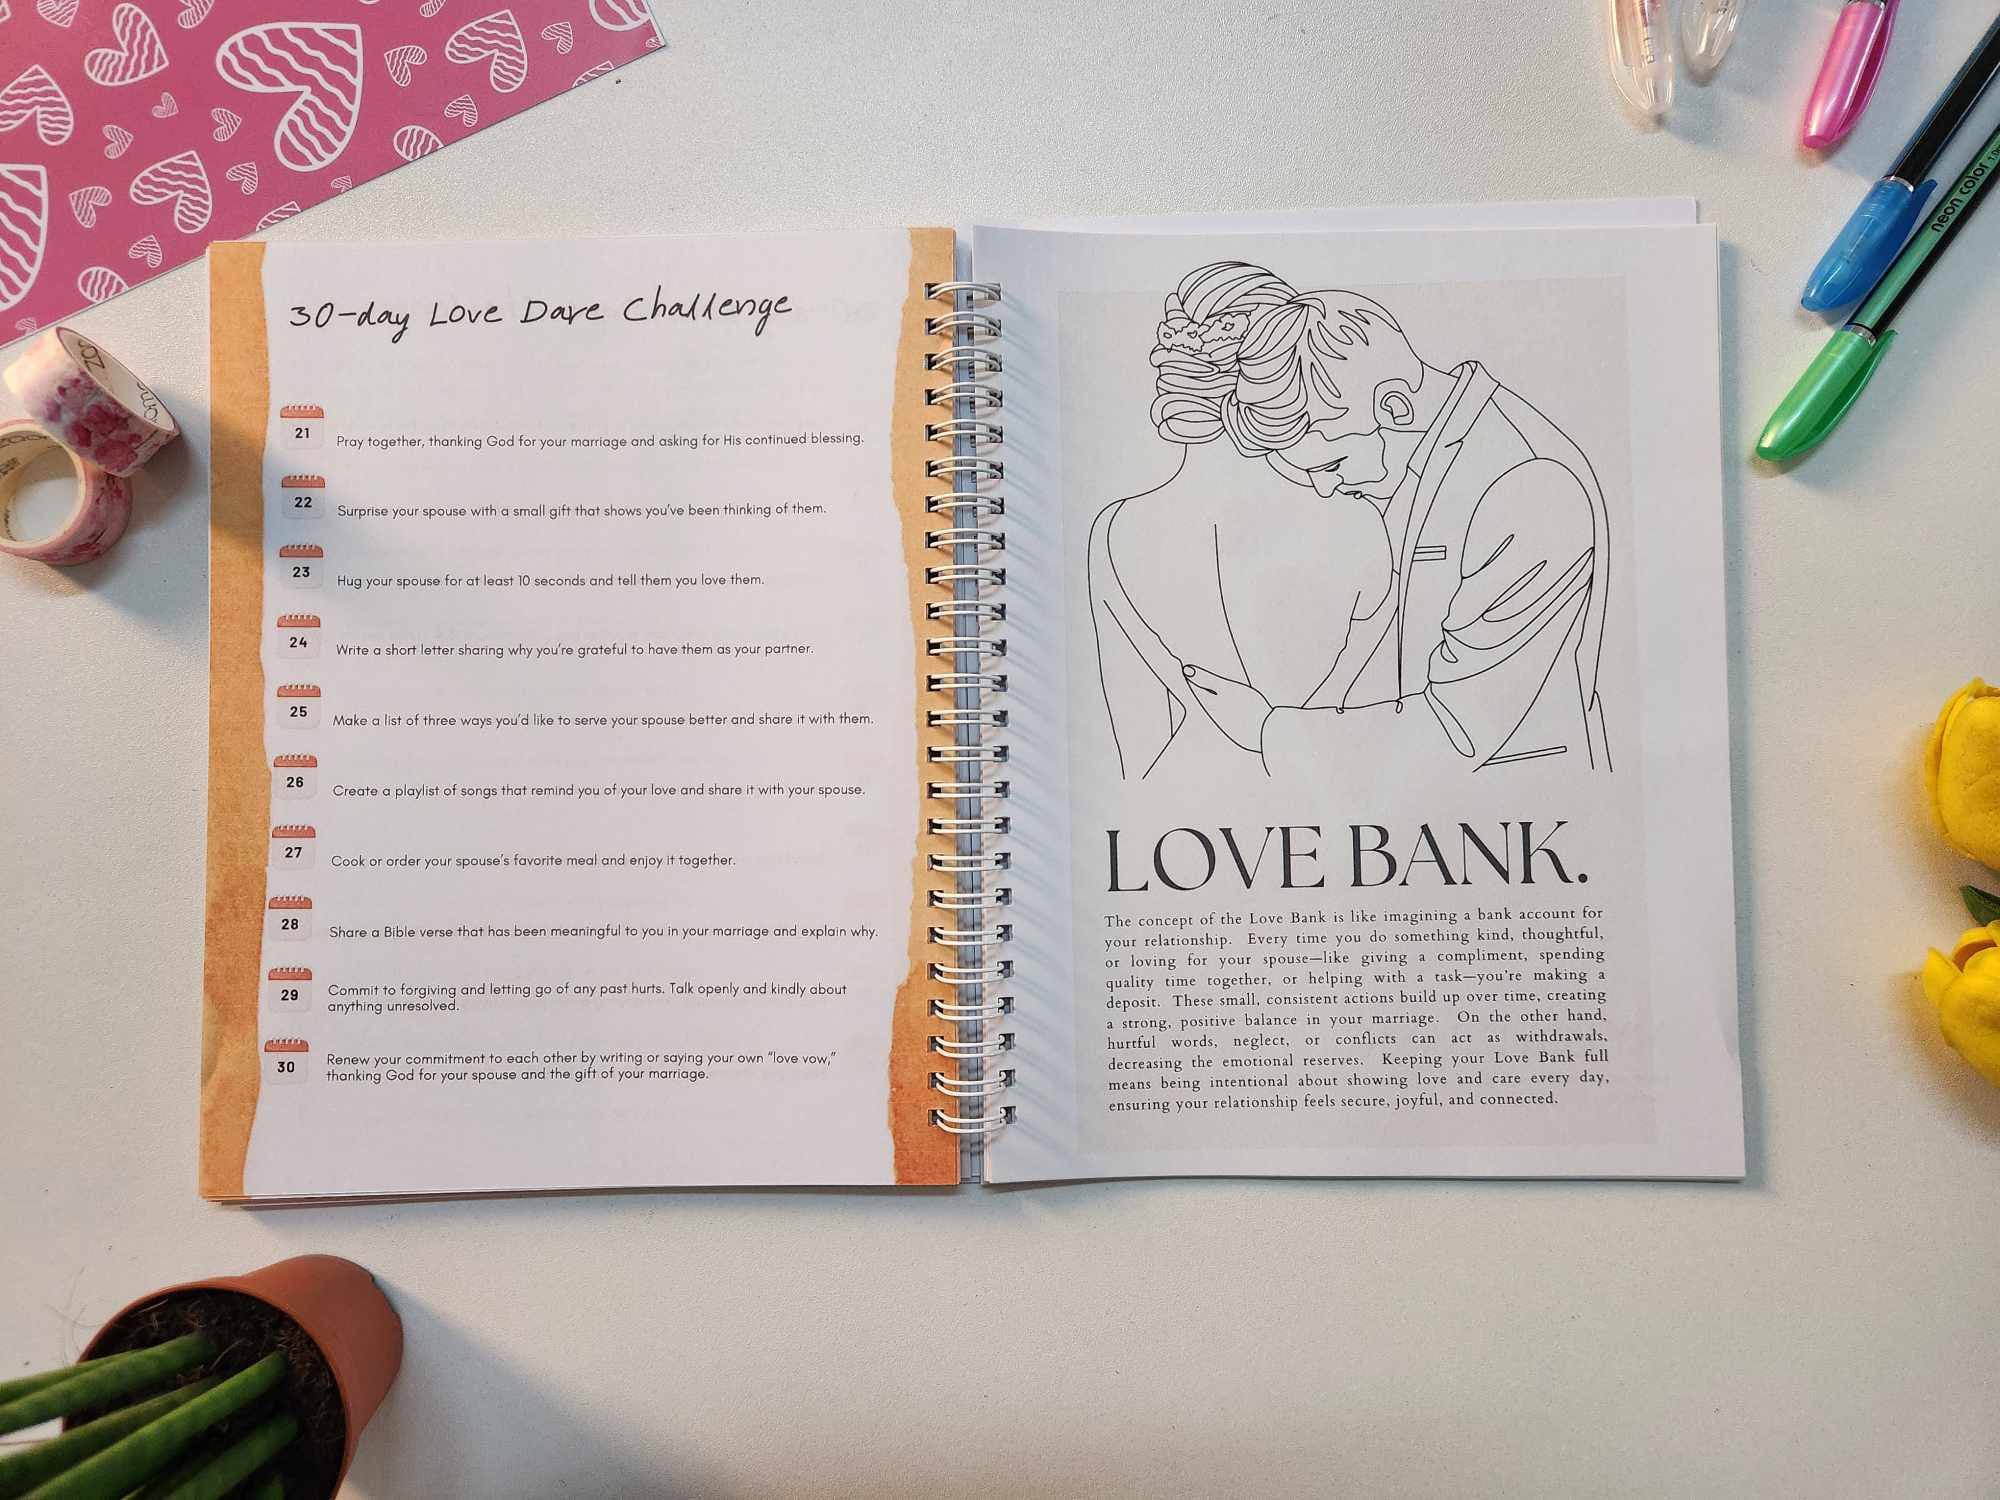 30-day Love Dare Challenge
21
Pray together, thanking God for your marriage and asking for His continued blessing.
22
Surprise your spouse with a small gift that shows you've been thinking of them.
23
Hug your spouse for at least 10 seconds and tell them you love them.
24
Write a short letter sharing why you're grateful to have them as your partner.
25
Make a list of three ways you'd like to serve your spouse better and share it with them.
26
Create a playlist of songs that remind you of your love and share it with your spouse.
27
Cook or order your spouse's favorite meal and enjoy it together.
28
Share a Bible verse that has been meaningful to you in your marriage and explain why.
29
Commit to forgiving and letting go of any past hurts. Talk openly and kindly about
anything unresolved.
30
Renew your commitment to each other by writing or saying your own “love vow,”
thanking God for your spouse and the gift of your marriage.
LOVE BANK.
The concept of the Love Bank is like imagining a bank account for
your relationship. Every time you do something kind, thoughtful,
or loving for your spouse—like giving a compliment, spending
quality time together, or helping with a task—you're making a
deposit. These small, consistent actions build up over time, creating
a strong, positive balance in your marriage. On the other hand,
hurtful words, neglect, or conflicts can act as withdrawals,
decreasing the emotional reserves. Keeping your Love Bank full
means being intentional about showing love and care every day,
ensuring your relationship feels secure, joyful, and connected.
neon color